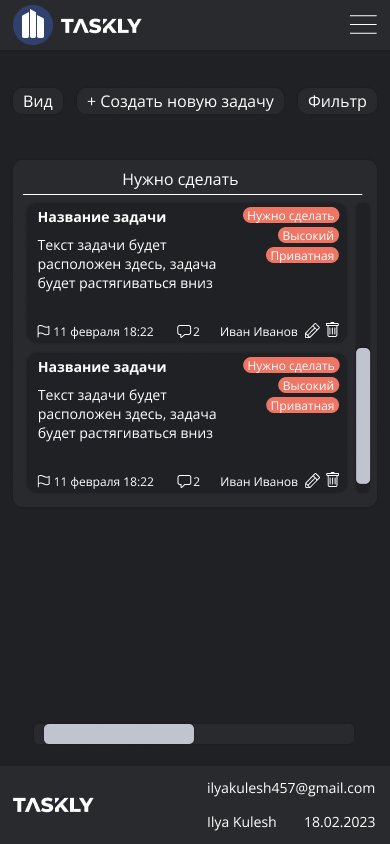 TASKLY
Вид
+ Создать новую задачу
Фильтр
Нужно сделать
Название задачи
Нужно сделать
Высокий
Приватная
Текст задачи будет
расположен здесь, задача
будет растягиваться вниз
11 февраля 18:22
2
Иван Иванов
Название задачи
Нужно сделать
Высокий
Приватная
Текст задачи будет
расположен здесь, задача
будет растягиваться вниз
11 февраля 18:22
2
Иван Иванов
TASKLY
ilyakulesh457@gmail.com
Ilya Kulesh
18.02.2023